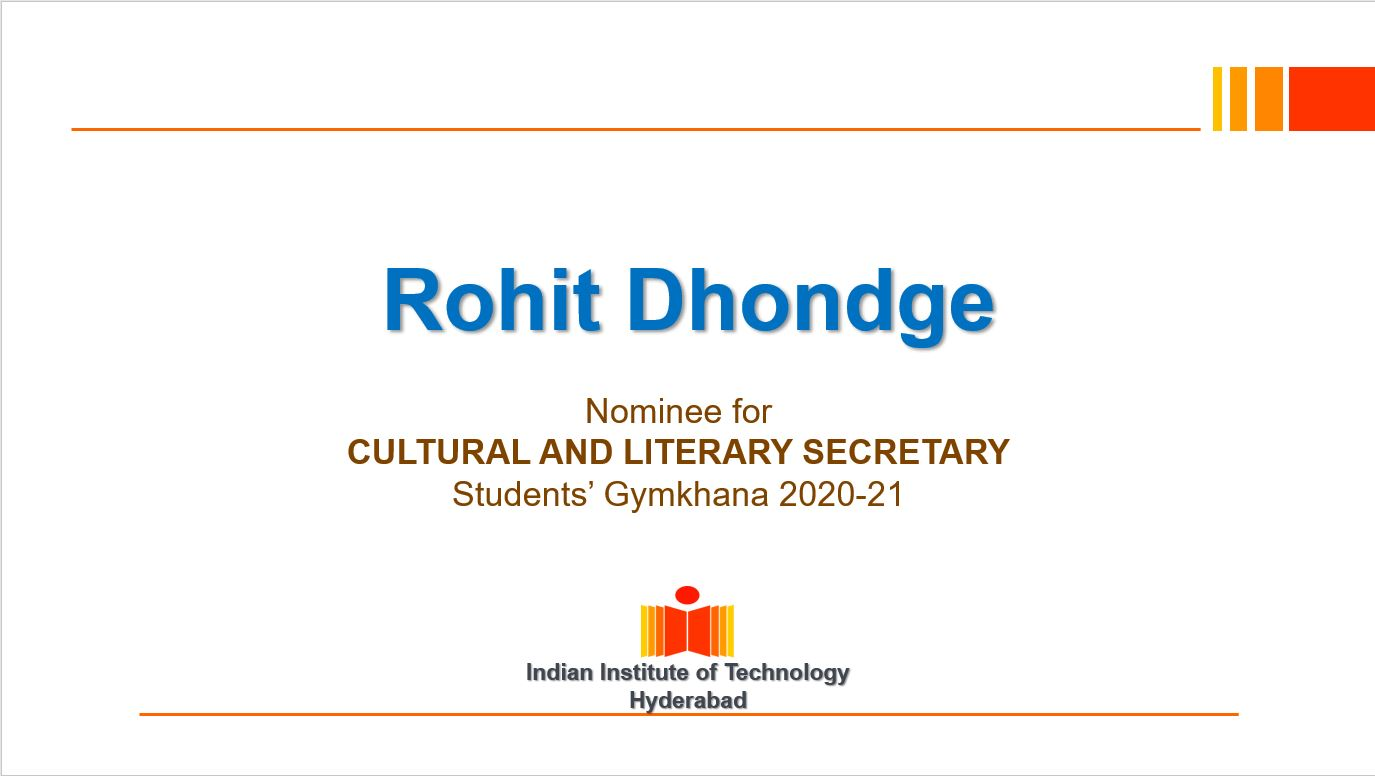 Rohit Dhondge
Nominee for
CULTURAL AND LITERARY SECRETARY
Students’ Gymkhana 2020-21
Indian Institute of Technology
Hyderabad